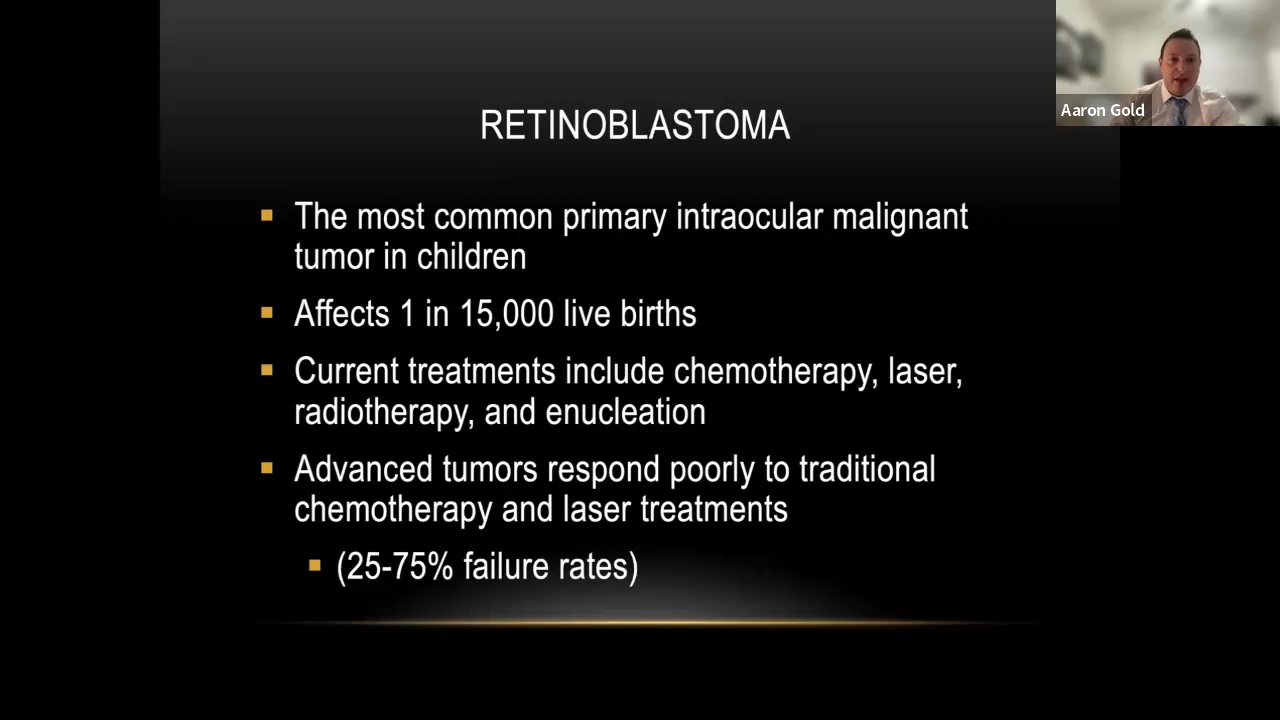 RETINOBLASTOMA
Aaron Gold
▪ The most common primary intraocular malignant
tumor in children
▪ Affects 1 in 15,000 live births
▪ Current treatments include chemotherapy, laser,
radiotherapy, and enucleation
▪ Advanced tumors respond poorly to traditional
chemotherapy and laser treatments
▪ (25-75% failure rates)